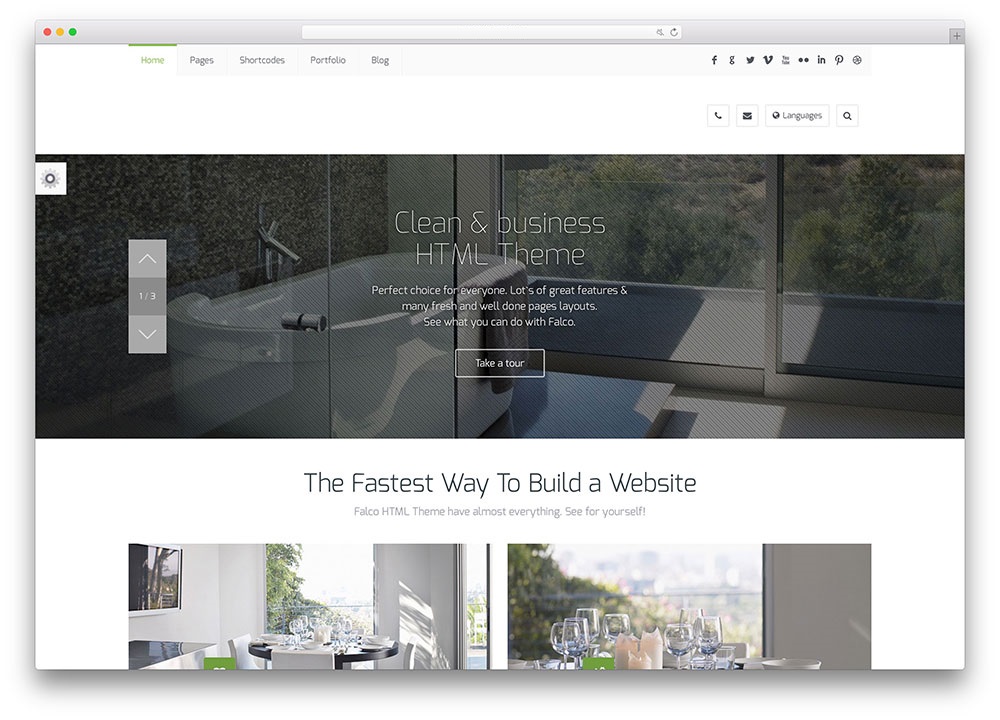 Home Pages Shortcodes Portfolio Blog
Languages
Clean & business
HTML Theme
Perfect choice for everyone. Lot's of great features &
many fresh and well done pages layouts.
See what you can do with Falco.
1 / 3
Take a tour
The Fastest Way To Build a Website
Falco HTML Theme have almost everything. See for yourself!